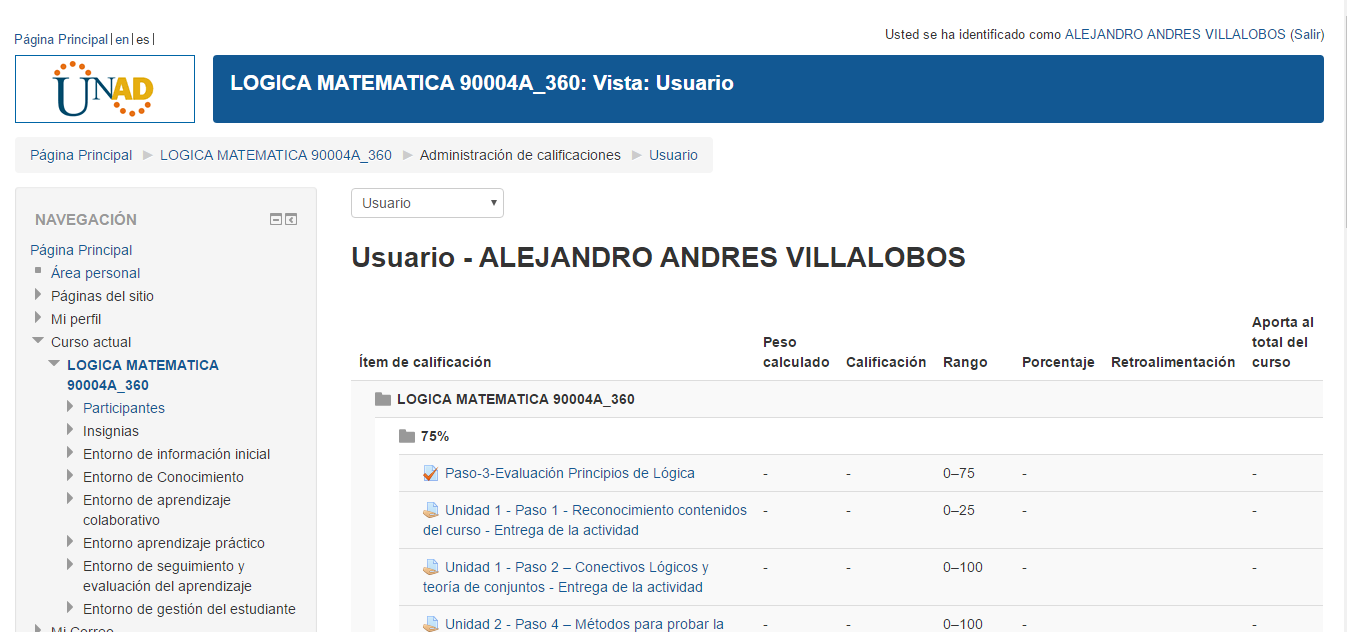 Página Principal| en| es|
Usted se ha identificado como ALEJANDRO ANDRES VILLALOBOS (Salir)
UNAD
LOGICA MATEMATICA 90004A_360: Vista: Usuario
Página Principal ► LOGICA MATEMATICA 90004A_360 ► Administración de calificaciones ► Usuario
NAVEGACIÓN
Página Principal
Área personal
Páginas del sitio
Mi perfil
Curso actual
LOGICA MATEMATICA
90004A_360
Participantes
Insignias
Entorno de información inicial
Entorno de Conocimiento
Entorno de aprendizaje
colaborativo
Entorno aprendizaje práctico
Entorno de seguimiento y
evaluación del aprendizaje
Entorno de gestión del estudiante
Mi Correo
Usuario
Usuario - ALEJANDRO ANDRES VILLALOBOS
Ítem de calificación Peso calculado Calificación Rango Porcentaje Retroalimentación Aporta al total del curso
LOGICA MATEMATICA 90004A_360
75%
Paso-3-Evaluación Principios de Lógica - - 0–75 - -
Unidad 1 - Paso 1 - Reconocimiento contenidos - - 0–25 - -
del curso - Entrega de la actividad
Unidad 1 - Paso 2 – Conectivos Lógicos y - - 0–100 - -
teoría de conjuntos - Entrega de la actividad
Unidad 2 - Paso 4 – Métodos para probar la - - 0–100 - -